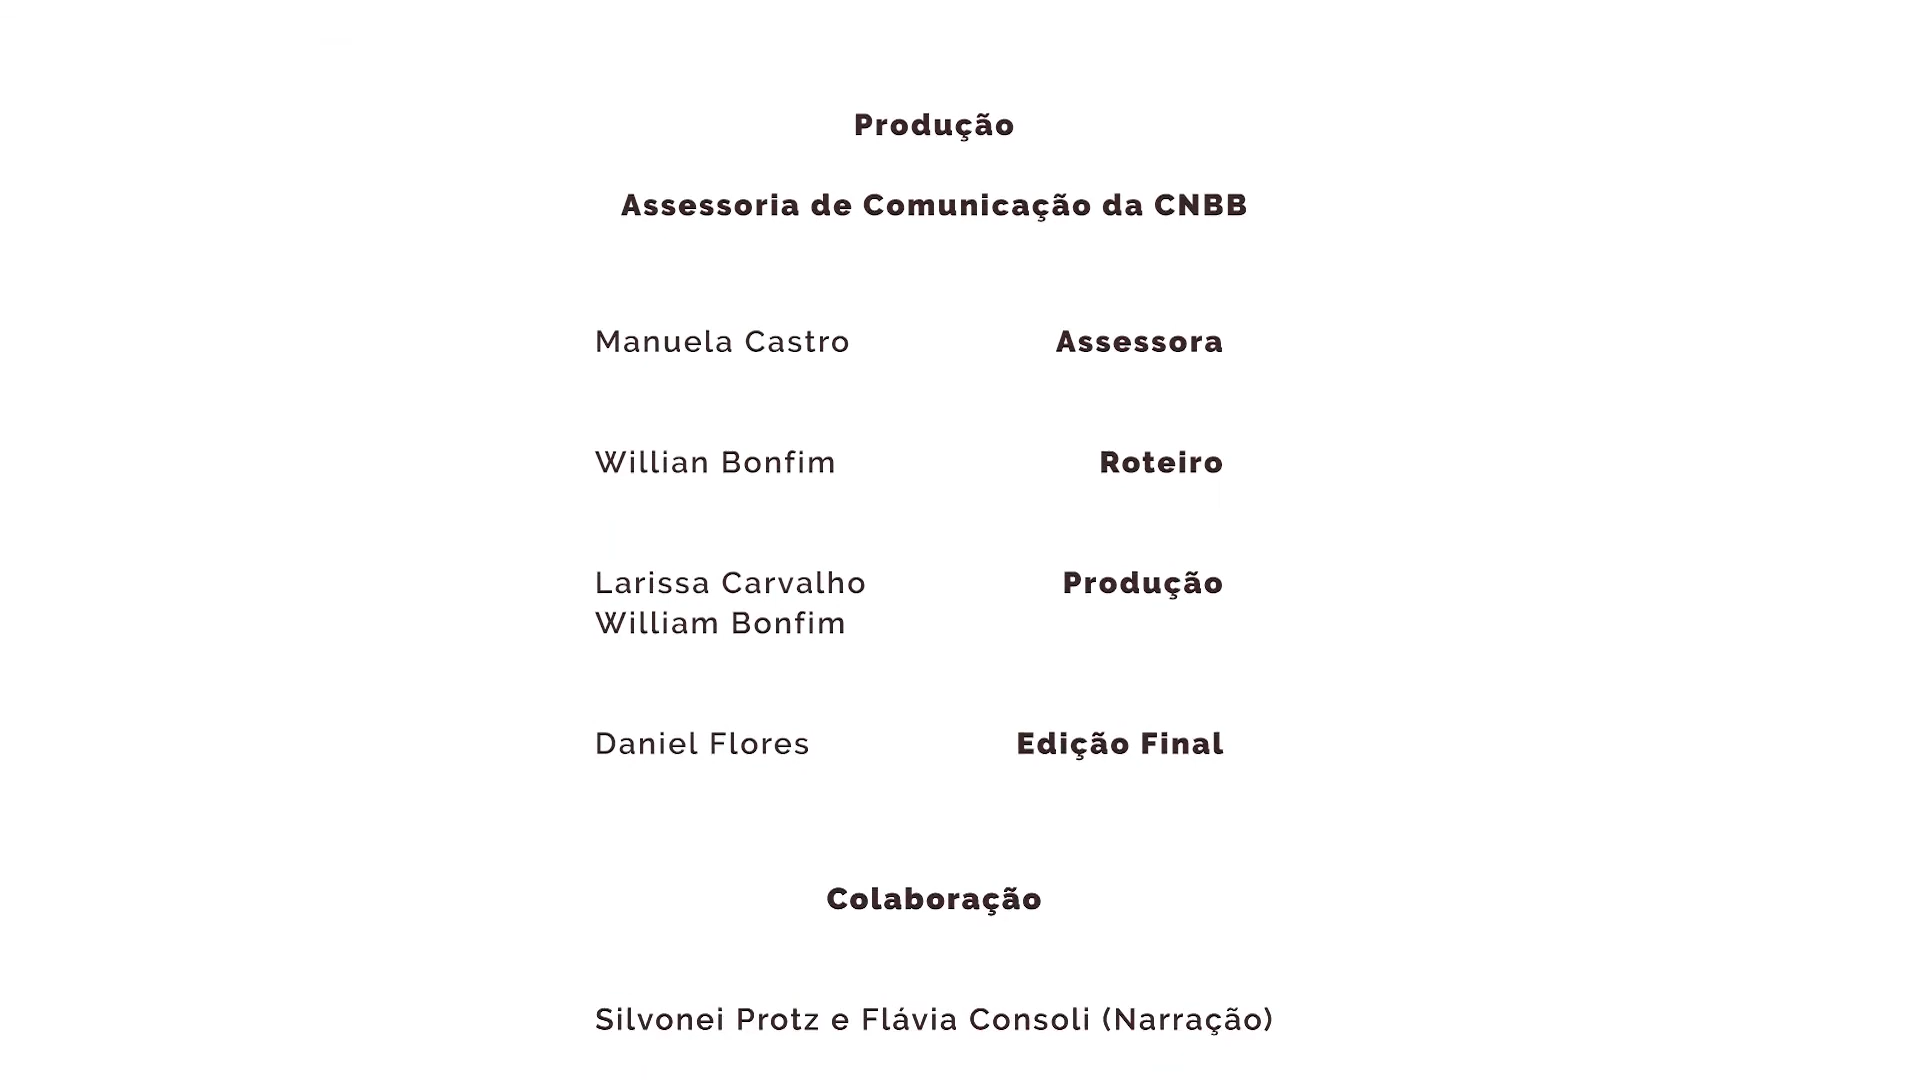 Produção
Assessoria de Comunicação da CNBB
Manuela Castro Assessora
Willian Bonfim Roteiro
Larissa Carvalho Produção
William Bonfim
Daniel Flores Edição Final
Colaboração
Silvonei Protz e Flávia Consoli (Narração)